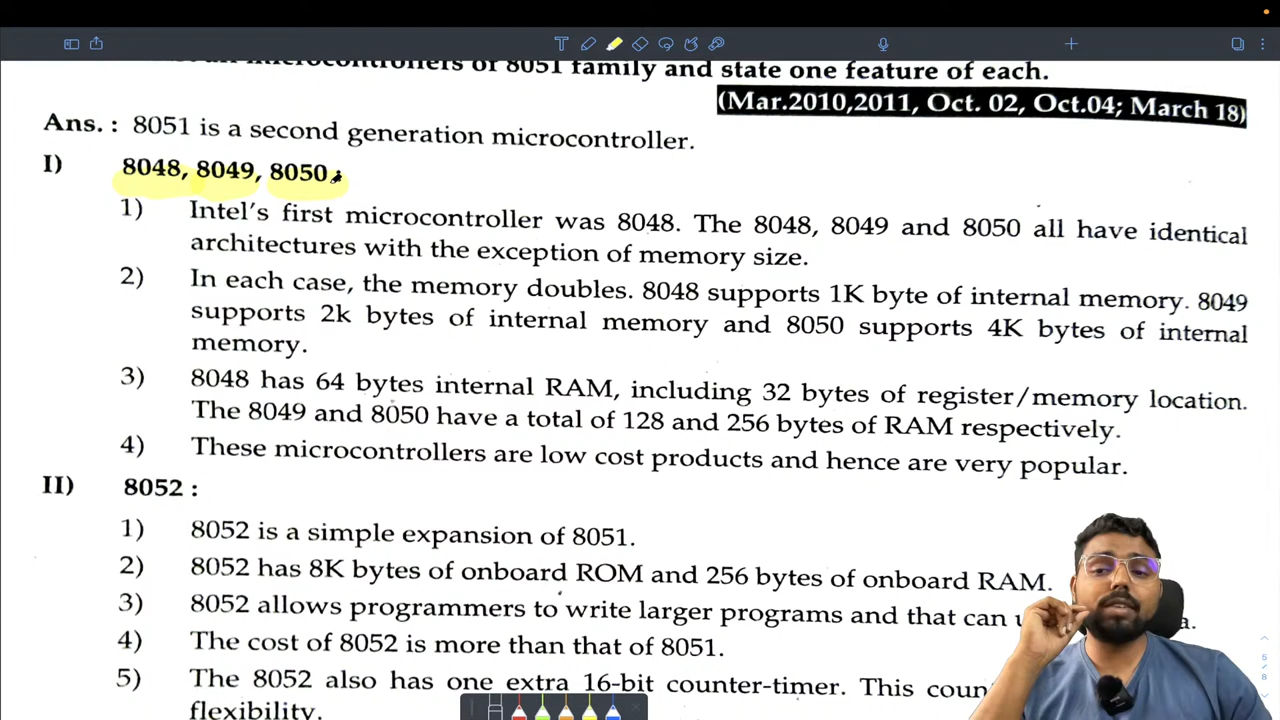 microcontrollers of 8051 family and state one feature of each.
(Mar.2010,2011, Oct. 02, Oct.04; March 18)
Ans. : 8051 is a second generation microcontroller.
I) 8048, 8049, 8050.
1) Intel's first microcontroller was 8048. The 8048, 8049 and 8050 all have identical
architectures with the exception of memory size.
2) In each case, the memory doubles. 8048 supports 1K byte of internal memory. 8049
supports 2k bytes of internal memory and 8050 supports 4K bytes of internal
memory.
3) 8048 has 64 bytes internal RAM, including 32 bytes of register/memory location.
The 8049 and 8050 have a total of 128 and 256 bytes of RAM respectively.
4) These microcontrollers are low cost products and hence are very popular.
II) 8052 :
1) 8052 is a simple expansion of 8051.
2) 8052 has 8K bytes of onboard ROM and 256 bytes of onboard RAM.
3) 8052 allows programmers to write larger programs and that can
4) The cost of 8052 is more than that of 8051.
5) The 8052 also has one extra 16-bit counter-timer. This
flexibility.
5
8